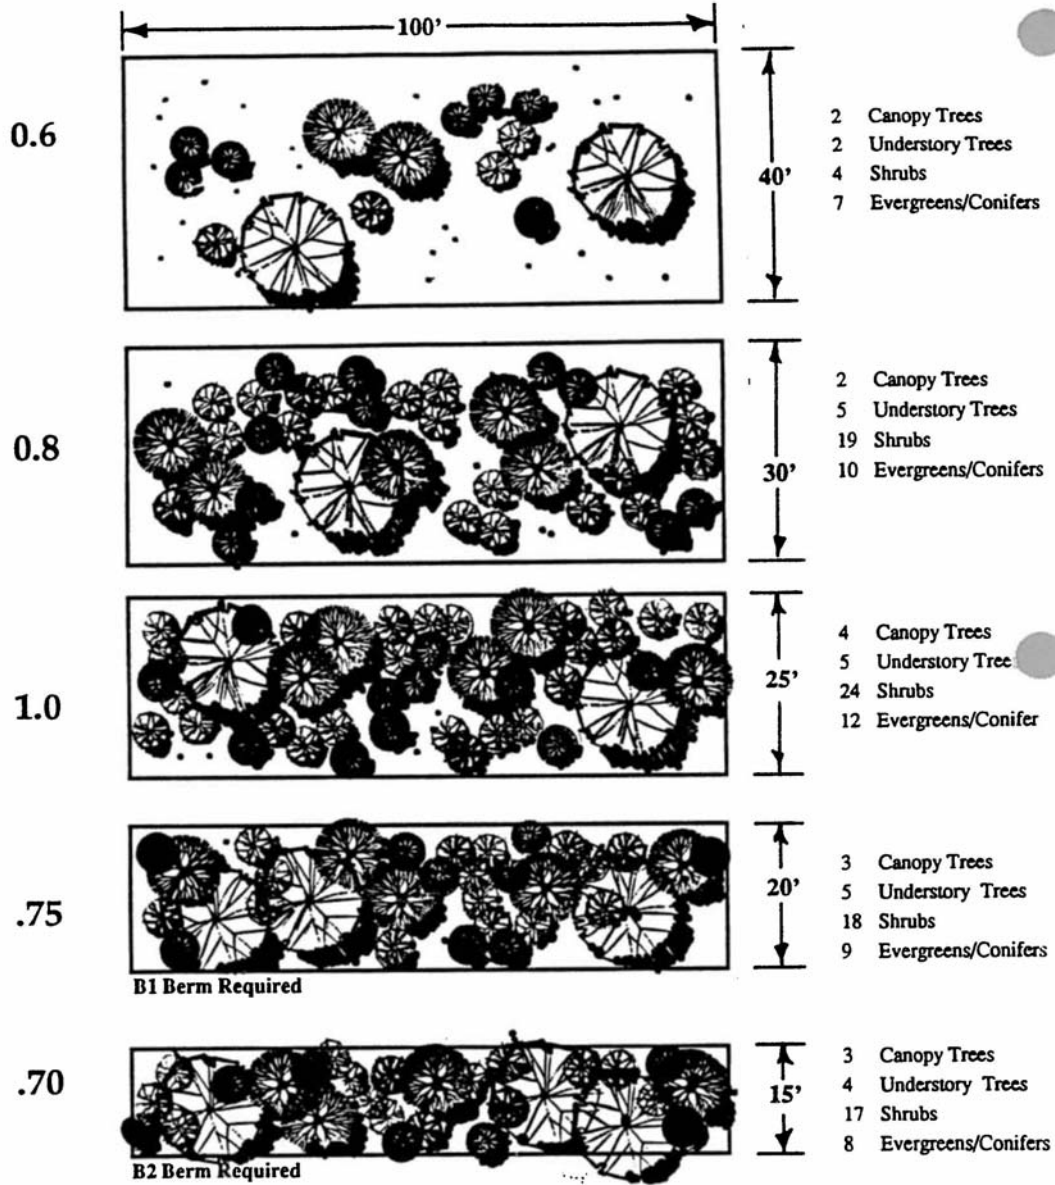 100'
0.6
40'
2 Canopy Trees
2 Understory Trees
4 Shrubs
7 Evergreens/Conifers
0.8
30'
2 Canopy Trees
5 Understory Trees
19 Shrubs
10 Evergreens/Conifers
1.0
25'
4 Canopy Trees
5 Understory Tree
24 Shrubs
12 Evergreens/Conifer
.75
20'
3 Canopy Trees
5 Understory Trees
18 Shrubs
9 Evergreens/Conifers
B1 Berm Required
.70
15'
3 Canopy Trees
4 Understory Trees
17 Shrubs
8 Evergreens/Conifers
B2 Berm Required